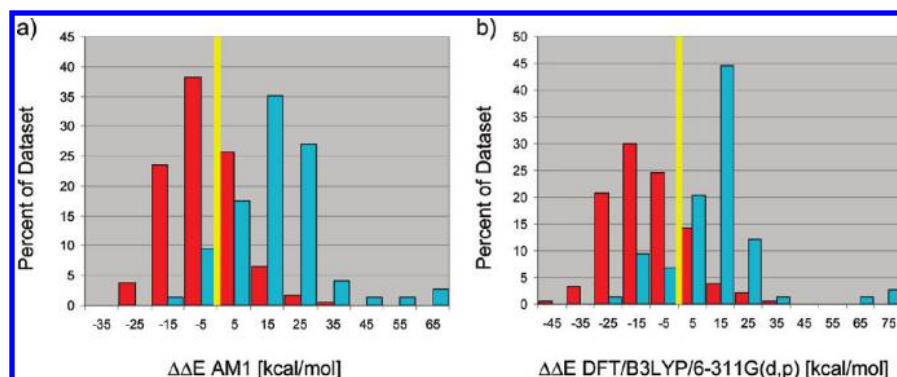 a)
45
40
35
30
25
20
15
10
5
0
Percent of Dataset
-35 -25 -15 -5 5 15 25 35 45 55 65
ΔΔE AM1 [kcal/mol]
b)
50
45
40
35
30
25
20
15
10
5
0
Percent of Dataset
-45 -35 -25 -15 -5 5 15 25 35 45 55 65 75
ΔΔE DFT/B3LYP/6-311G(d,p) [kcal/mol]